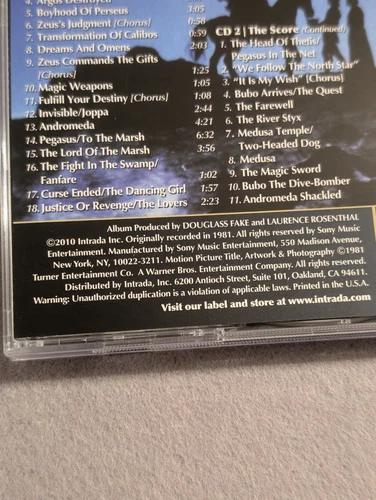 4. Argos Destroyed
5. Boyhood Of Perseus 3:05
6. Zeus's Judgment [Chorus] 0:58
7. Transformation Of Calibos 0:59
8. Dreams And Omens 2:03
9. Zeus Commands The Gifts
[Chorus] 1:25
10. Magic Weapons 1:05
11. Fulfill Your Destiny [Chorus] 1:08
12. Invisible/Joppa 2:44
13. Andromeda 4:21
14. Pegasus/To The Marsh 6:32
15. The Lord Of The Marsh 3:56
16. The Fight In The Swamp/
Fanfare 1:02
17. Curse Ended/The Dancing Girl 1:57
18. Justice Or Revenge/The Lovers 2:23
CD 2 | The Score (Continued)
1. The Head Of Thetis/
Pegasus In The Net
2. "We Follow The North Star"
3. "It Is My Wish" [Chorus]
4. Bubo Arrives/The Quest
5. The Farewell
6. The River Styx
7. Medusa Temple/
Two-Headed Dog
8. Medusa
9. The Magic Sword
10. Bubo The Dive-Bomber
11. Andromeda Shackled
Album Produced by DOUGLASS FAKE and LAURENCE ROSENTHAL
©2010 Intrada Inc. Originally recorded in 1981. All rights reserved by Sony Music
Entertainment. Manufactured by Sony Music Entertainment, 550 Madison Avenue,
New York, NY, 10022-3211. Motion Picture Title, Artwork & Photography ©1981
Turner Entertainment Co. A Warner Bros. Entertainment Company. All rights reserved.
Distributed by Intrada, Inc. 6200 Antioch Street, Suite 101, Oakland, CA 94611.
Warning: Unauthorized duplication is a violation of applicable laws. Printed in the U.S.A.
Visit our label and store at www.intrada.com